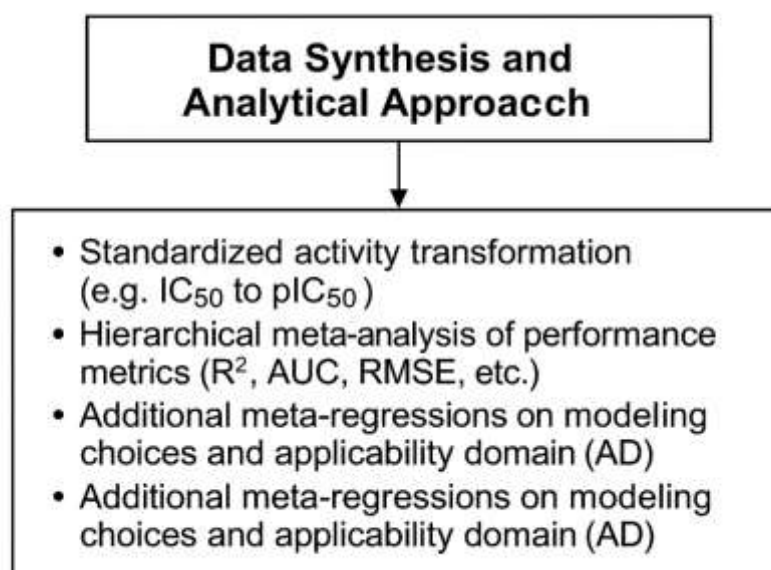 Data Synthesis and
Analytical Approacch
• Standardized activity transformation
(e.g. IC₅₀ to pIC₅₀ )
• Hierarchical meta-analysis of performance
metrics (R², AUC, RMSE, etc.)
• Additional meta-regressions on modeling
choices and applicability domain (AD)
• Additional meta-regressions on modeling
choices and applicability domain (AD)